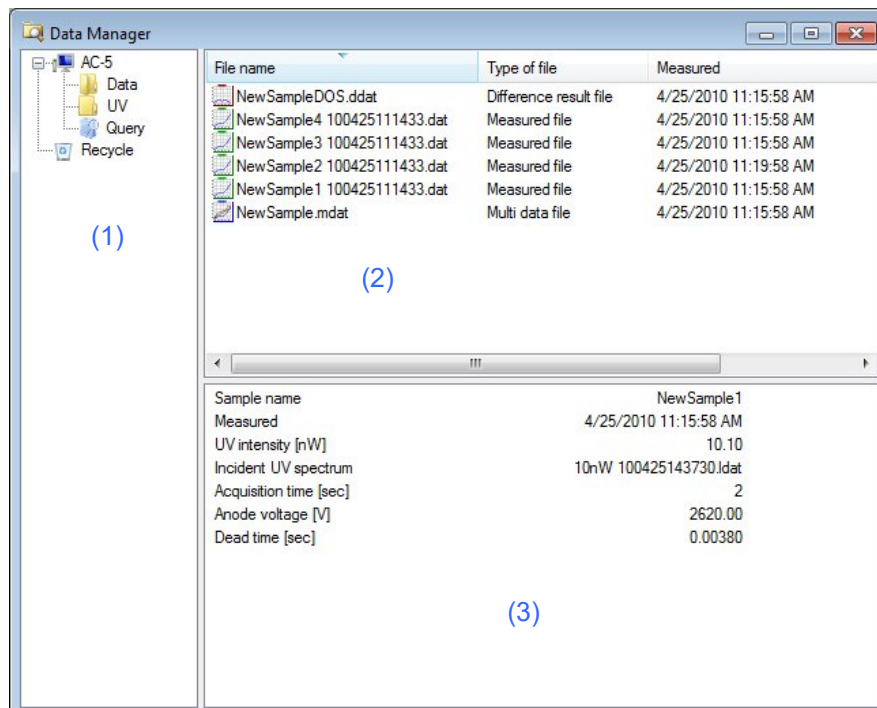 Data Manager
AC-5
Data
UV
Query
Recycle
(1)
File name Type of file Measured
NewSampleDOS.ddat Difference result file 4/25/2010 11:15:58 AM
NewSample4 100425111433.dat Measured file 4/25/2010 11:15:58 AM
NewSample3 100425111433.dat Measured file 4/25/2010 11:15:58 AM
NewSample2 100425111433.dat Measured file 4/25/2010 11:19:58 AM
NewSample1 100425111433.dat Measured file 4/25/2010 11:15:58 AM
NewSample.mdat Multi data file 4/25/2010 11:15:58 AM
(2)
Sample name NewSample1
Measured 4/25/2010 11:15:58 AM
UV intensity [nW] 10.10
Incident UV spectrum 10nW 100425143730.ldat
Acquisition time [sec] 2
Anode voltage [V] 2620.00
Dead time [sec] 0.00380
(3)